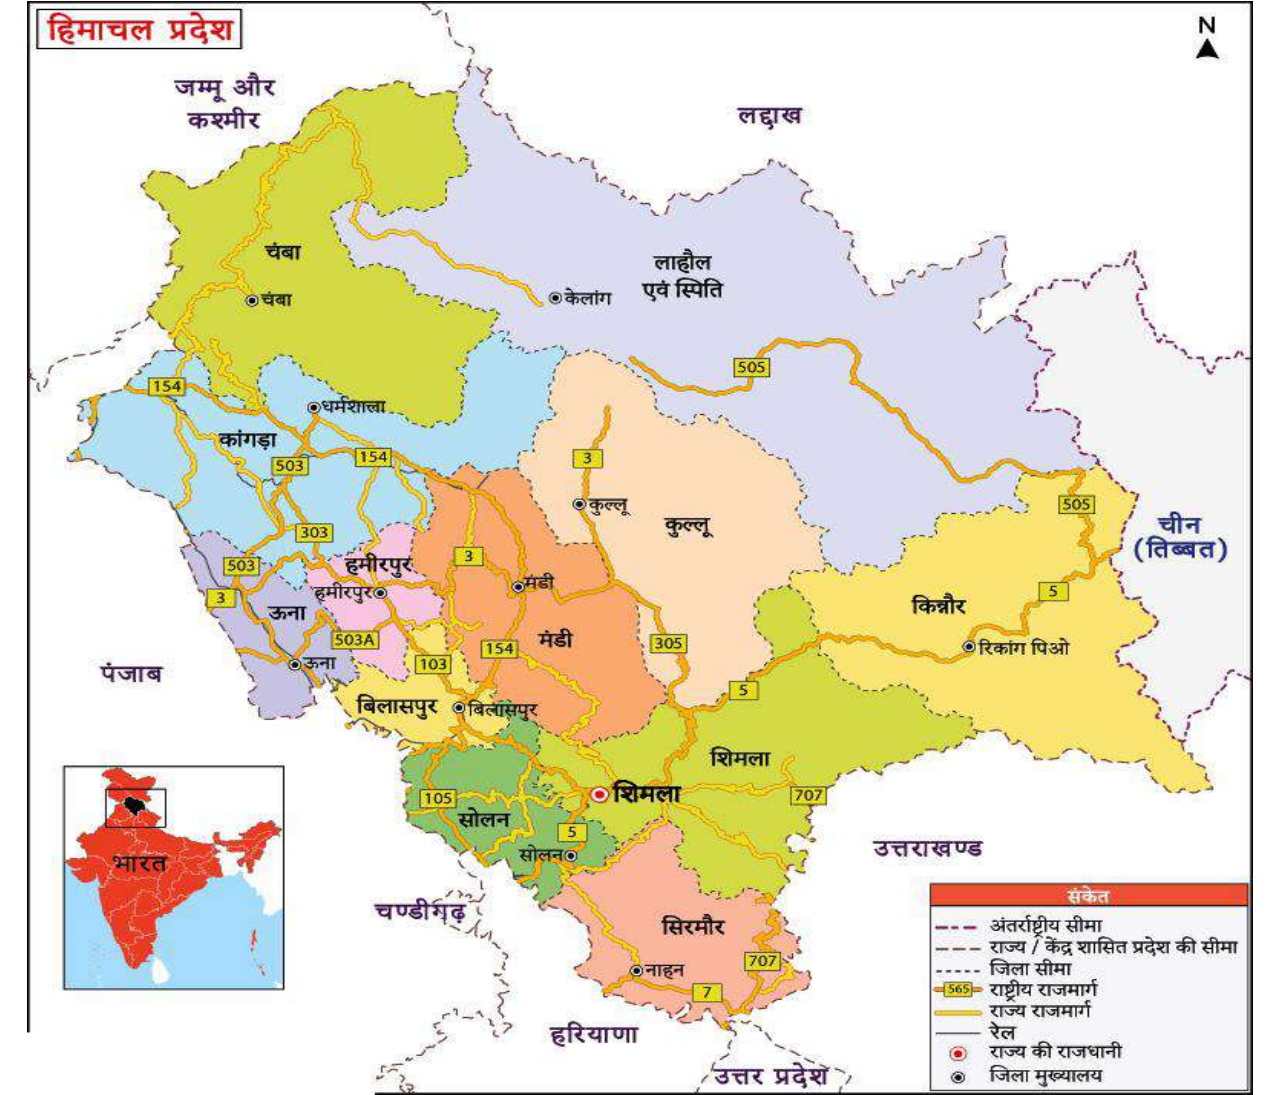 हिमाचल प्रदेश
N
जम्मू और
कश्मीर
लद्दाख
चंबा
चंबा
लाहौल
एवं स्पिति
केलांग
505
154
धर्मशाला
कांगड़ा
503
154
3
कुल्लू
कुल्लू
505
चीन
(तिब्बत)
303
503
हमीरपुर
3
मंडी
हमीरपुर
3
ऊना
5
किन्नौर
503A
मंडी
154
305
रिकांग पिओ
ऊना
103
पंजाब
5
बिलासपुर
बिलासपुर
शिमला
शिमला
707
105
सोलन
5
सोलन
उत्तराखण्ड
भारत
चण्डीगढ़
सिरमौर
707
नाहन
7
हरियाणा
उत्तर प्रदेश
संकेत
अंतर्राष्ट्रीय सीमा
राज्य / केंद्र शासित प्रदेश की सीमा
जिला सीमा
565 राष्ट्रीय राजमार्ग
राज्य राजमार्ग
रेल
राज्य की राजधानी
जिला मुख्यालय